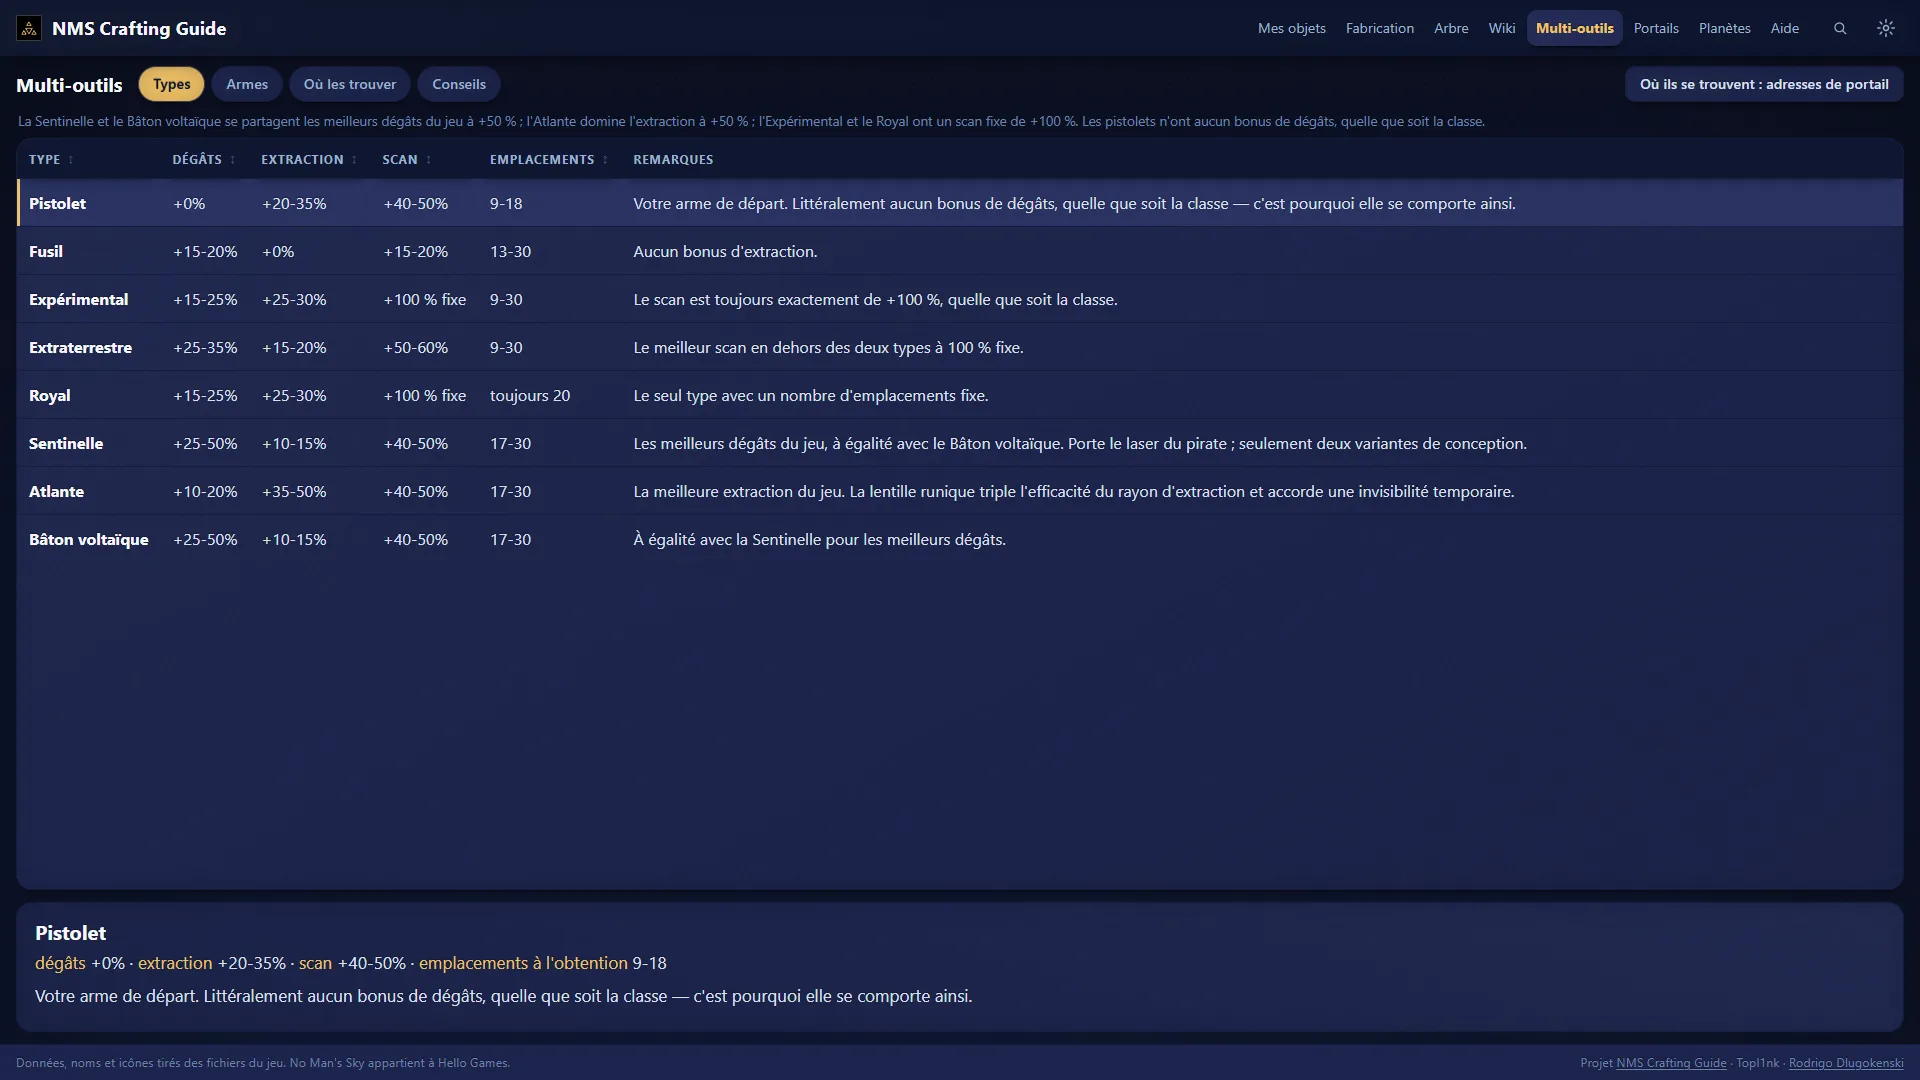 NMS Crafting Guide
Mes objets Fabrication Arbre Wiki Multi-outils Portails Planètes Aide
Multi-outils Types Armes Où les trouver Conseils Où ils se trouvent : adresses de portail
La Sentinelle et le Bâton voltaïque se partagent les meilleurs dégâts du jeu à +50 % ; l'Atlante domine l'extraction à +50 % ; l'Expérimental et le Royal ont un scan fixe de +100 %. Les pistolets n'ont aucun bonus de dégâts, quelle que soit la classe.
TYPE ↕ DÉGÂTS ↕ EXTRACTION ↕ SCAN ↕ EMPLACEMENTS ↕ REMARQUES
Pistolet +0% +20-35% +40-50% 9-18 Votre arme de départ. Littéralement aucun bonus de dégâts, quelle que soit la classe — c'est pourquoi elle se comporte ainsi.
Fusil +15-20% +0% +15-20% 13-30 Aucun bonus d'extraction.
Expérimental +15-25% +25-30% +100 % fixe 9-30 Le scan est toujours exactement de +100 %, quelle que soit la classe.
Extraterrestre +25-35% +15-20% +50-60% 9-30 Le meilleur scan en dehors des deux types à 100 % fixe.
Royal +15-25% +25-30% +100 % fixe toujours 20 Le seul type avec un nombre d'emplacements fixe.
Sentinelle +25-50% +10-15% +40-50% 17-30 Les meilleurs dégâts du jeu, à égalité avec le Bâton voltaïque. Porte le laser du pirate ; seulement deux variantes de conception.
Atlante +10-20% +35-50% +40-50% 17-30 La meilleure extraction du jeu. La lentille runique triple l'efficacité du rayon d'extraction et accorde une invisibilité temporaire.
Bâton voltaïque +25-50% +10-15% +40-50% 17-30 À égalité avec la Sentinelle pour les meilleurs dégâts.
Pistolet
dégâts +0% · extraction +20-35% · scan +40-50% · emplacements à l'obtention 9-18
Votre arme de départ. Littéralement aucun bonus de dégâts, quelle que soit la classe — c'est pourquoi elle se comporte ainsi.
Données, noms et icônes tirés des fichiers du jeu. No Man's Sky appartient à Hello Games.
Projet NMS Crafting Guide · Topl1nk · Rodrigo Dlugokenski